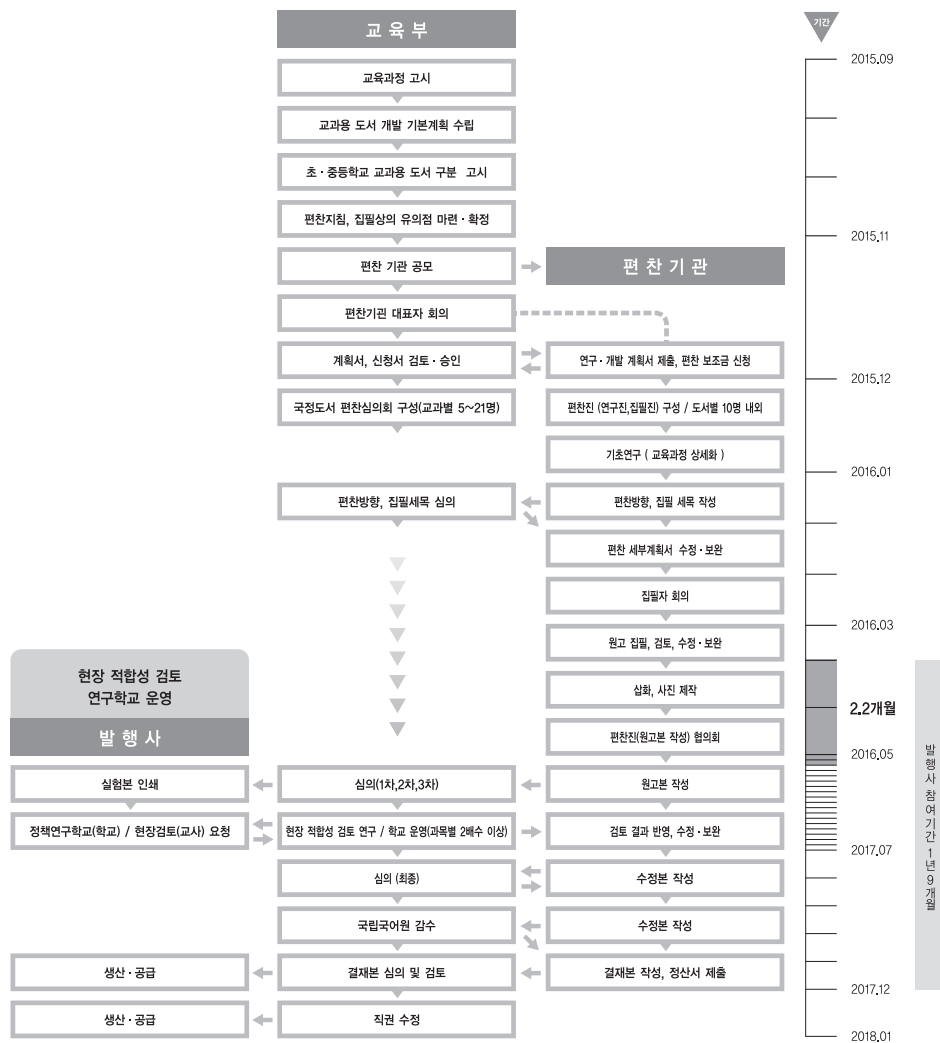 교육부
기간
2015.09
교육과정 고시
교과용 도서 개발 기본계획 수립
초·중등학교 교과용 도서 구분 고시
편찬지침, 집필상의 유의점 마련·확정
2015.11
편찬 기관 공모
편찬기관
편찬기관 대표자 회의
계획서, 신청서 검토·승인
연구·개발 계획서 제출, 편찬 보조금 신청
2015.12
국정도서 편찬심의회 구성(교과별 5~21명)
편찬진 (연구진,집필진) 구성 / 도서별 10명 내외
기초연구 ( 교육과정 상세화 )
2016.01
편찬방향, 집필세목 심의
편찬방향, 집필 세목 작성
편찬 세부계획서 수정·보완
집필자 회의
2016.03
원고 집필, 검토, 수정·보완
현장 적합성 검토
연구학교 운영
삽화, 사진 제작
2.2개월
발행사
편찬진(원고본 작성) 협의회
2016.05
발행사 참여기간 1년 9개월
실험본 인쇄
심의(1차,2차,3차)
원고본 작성
정책연구학교(학교) / 현장검토(교사) 요청
현장 적합성 검토 연구 / 학교 운영(과목별 2배수 이상)
검토 결과 반영, 수정·보완
2017.07
심의 (최종)
수정본 작성
국립국어원 감수
수정본 작성
생산·공급
결재본 심의 및 검토
결재본 작성, 정산서 제출
2017.12
생산·공급
직권 수정
2018.01